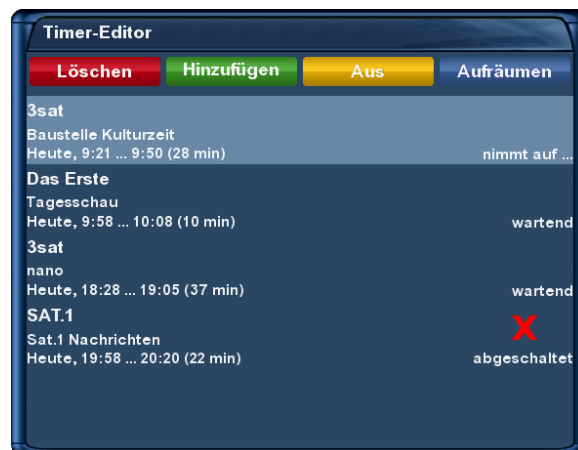 Timer-Editor
Löschen Hinzufügen Aus Aufräumen
3sat
Baustelle Kulturzeit
Heute, 9:21 ... 9:50 (28 min) nimmt auf ...
Das Erste
Tagesschau
Heute, 9:58 ... 10:08 (10 min) wartend
3sat
nano
Heute, 18:28 ... 19:05 (37 min) wartend
SAT.1
X
Sat.1 Nachrichten
Heute, 19:58 ... 20:20 (22 min) abgeschaltet